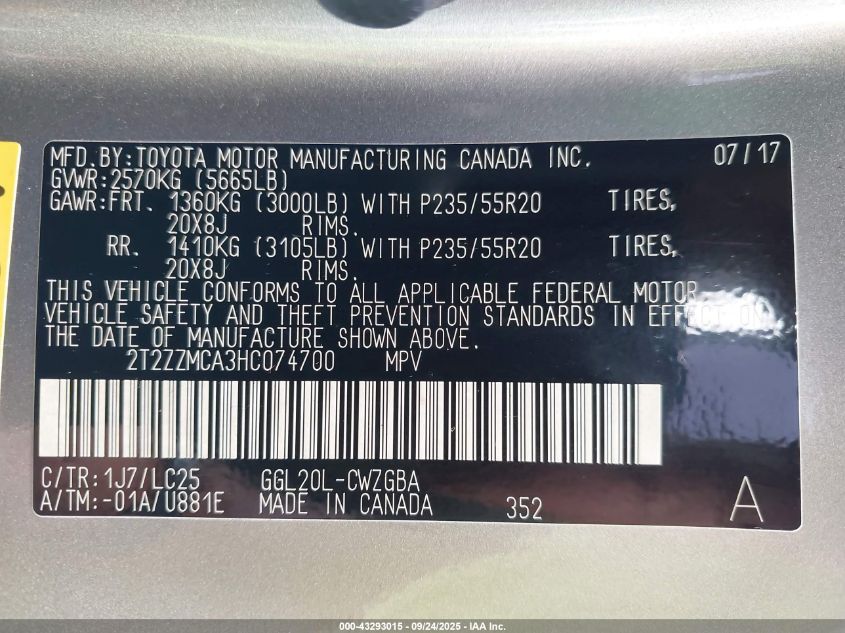 MFD.BY:TOYOTA MOTOR MANUFACTURING CANADA INC. 07/17
GVWR:2570KG (5665LB)
GAWR:FRT. 1360KG (3000LB) WITH P235/55R20 TIRES,
20X8J RIMS.
RR. 1410KG (3105LB) WITH P235/55R20 TIRES,
20X8J RIMS.
THIS VEHICLE CONFORMS TO ALL APPLICABLE FEDERAL MOTOR
VEHICLE SAFETY AND THEFT PREVENTION STANDARDS IN EFFECT ON
THE DATE OF MANUFACTURE SHOWN ABOVE.
2T2ZZMCA3HC074700 MPV
C/TR:1J7/LC25 GGL20L-CWZGBA
A/TM:-01A/U881E MADE IN CANADA 352 A
000-43293015 - 09/24/2025 - IAA Inc.